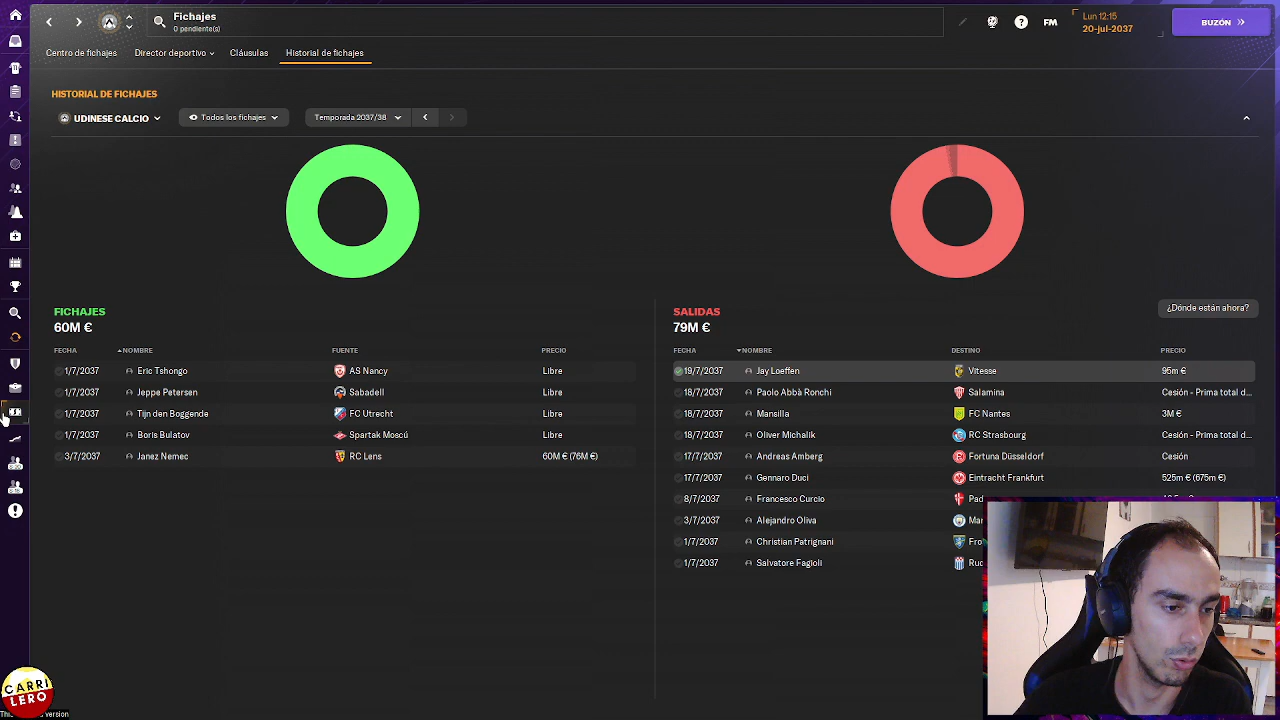 Fichajes
0 pendiente(s)
FM
Lun 12:15
20-jul-2037
BUZÓN
Centro de fichajes
Director deportivo
Cláusulas
Historial de fichajes
HISTORIAL DE FICHAJES
UDINESE CALCIO
Todos los fichajes
Temporada 2037/38
FICHAJES
60M €
FECHA NOMBRE FUENTE PRECIO
1/7/2037 Eric Tshongo AS Nancy Libre
1/7/2037 Jeppe Petersen Sabadell Libre
1/7/2037 Tijn den Boggende FC Utrecht Libre
1/7/2037 Boris Bulatov Spartak Moscú Libre
3/7/2037 Janez Nemec RC Lens 60M € (76M €)
SALIDAS
79M €
¿Dónde están ahora?
FECHA NOMBRE DESTINO PRECIO
19/7/2037 Jay Loeffen Vitesse 95m €
18/7/2037 Paolo Abbà Ronchi Salamina Cesión - Prima total d...
18/7/2037 Mansilla FC Nantes 3M €
18/7/2037 Oliver Michalik RC Strasbourg Cesión - Prima total d...
17/7/2037 Andreas Amberg Fortuna Düsseldorf Cesión
17/7/2037 Gennaro Duci Eintracht Frankfurt 525m € (675m €)
8/7/2037 Francesco Curcio Pad
3/7/2037 Alejandro Oliva Man
1/7/2037 Christian Patrignani Fro
1/7/2037 Salvatore Fagioli Rud
CARRI
LERO
version